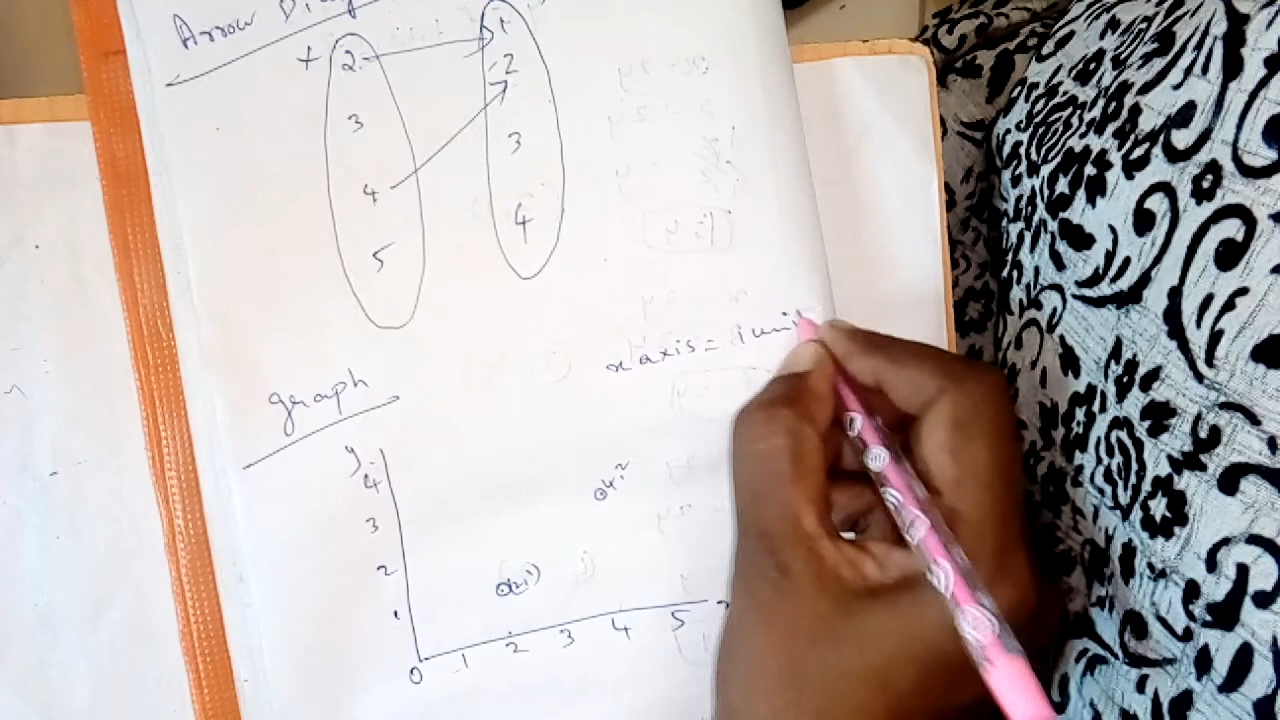 Arrow
x
2 1
3 2
4 3
5 4
x axis = 1 unit
graph
y
4
4,2
3
2
(2,1)
1
0 1 2 3 4 5